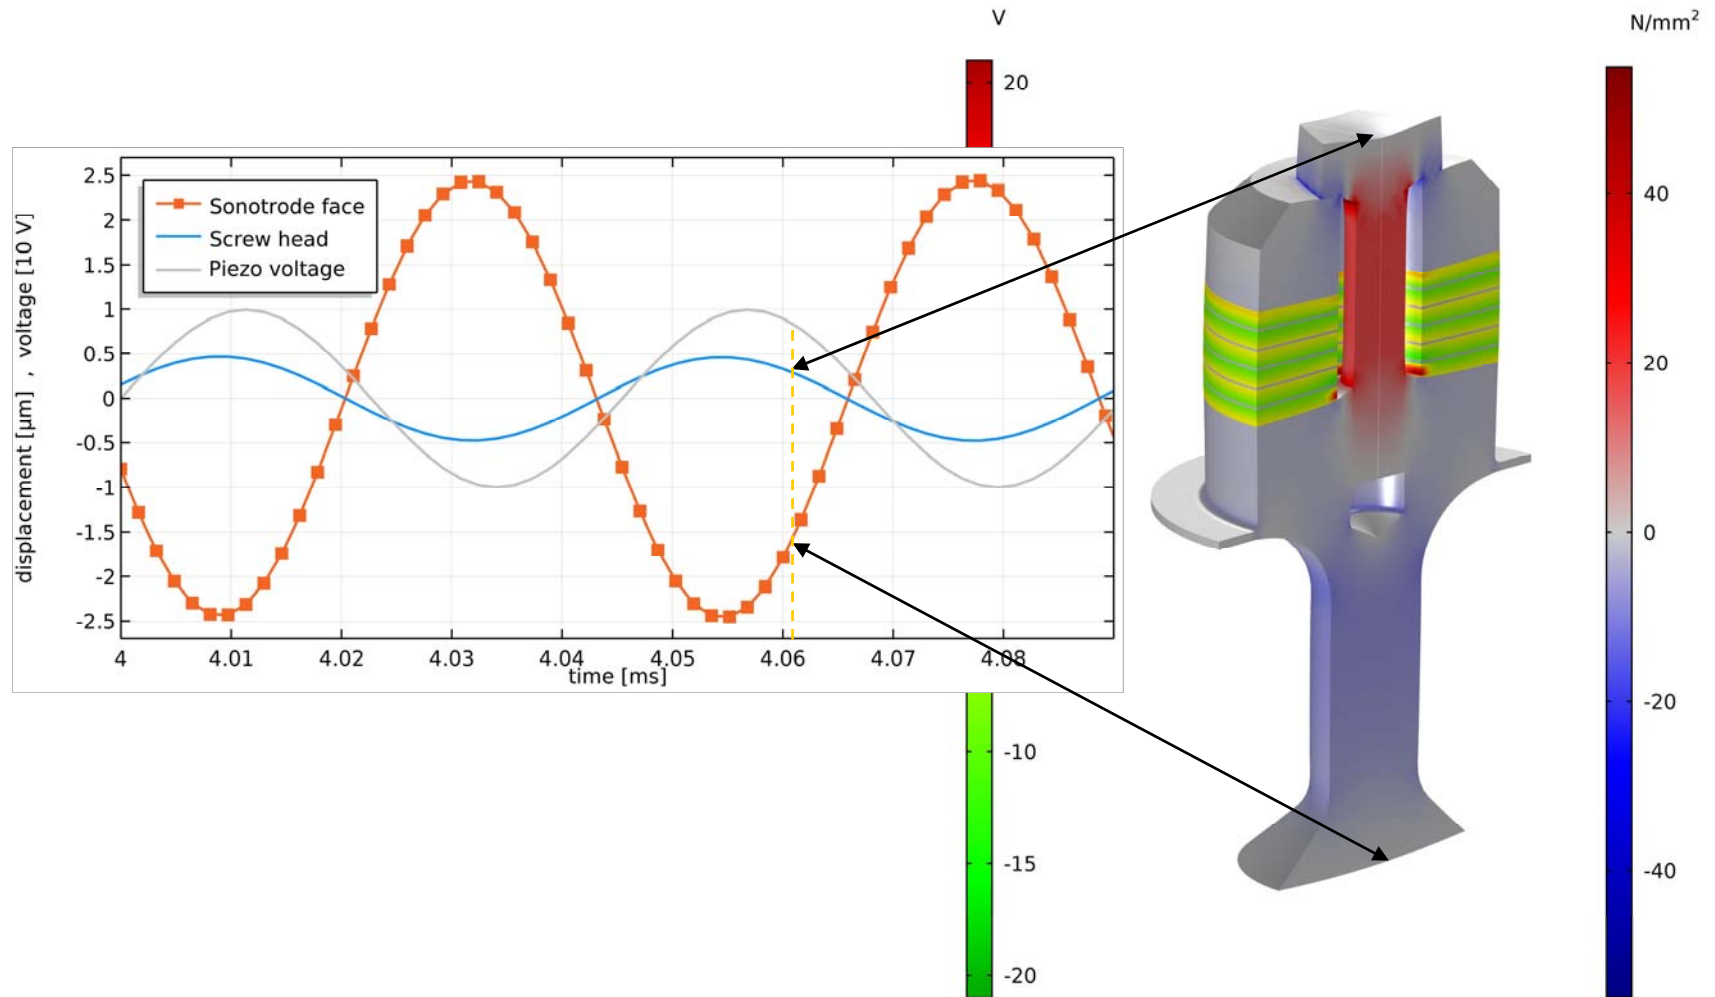 V
N/mm²
20
40
20
0
-20
-40
-10
-15
-20
displacement [µm] , voltage [10 V]
2.5
2
1.5
1
0.5
0
-0.5
-1
-1.5
-2
-2.5
Sonotrode face
Screw head
Piezo voltage
4 4.01 4.02 4.03 4.04 4.05 4.06 4.07 4.08
time [ms]